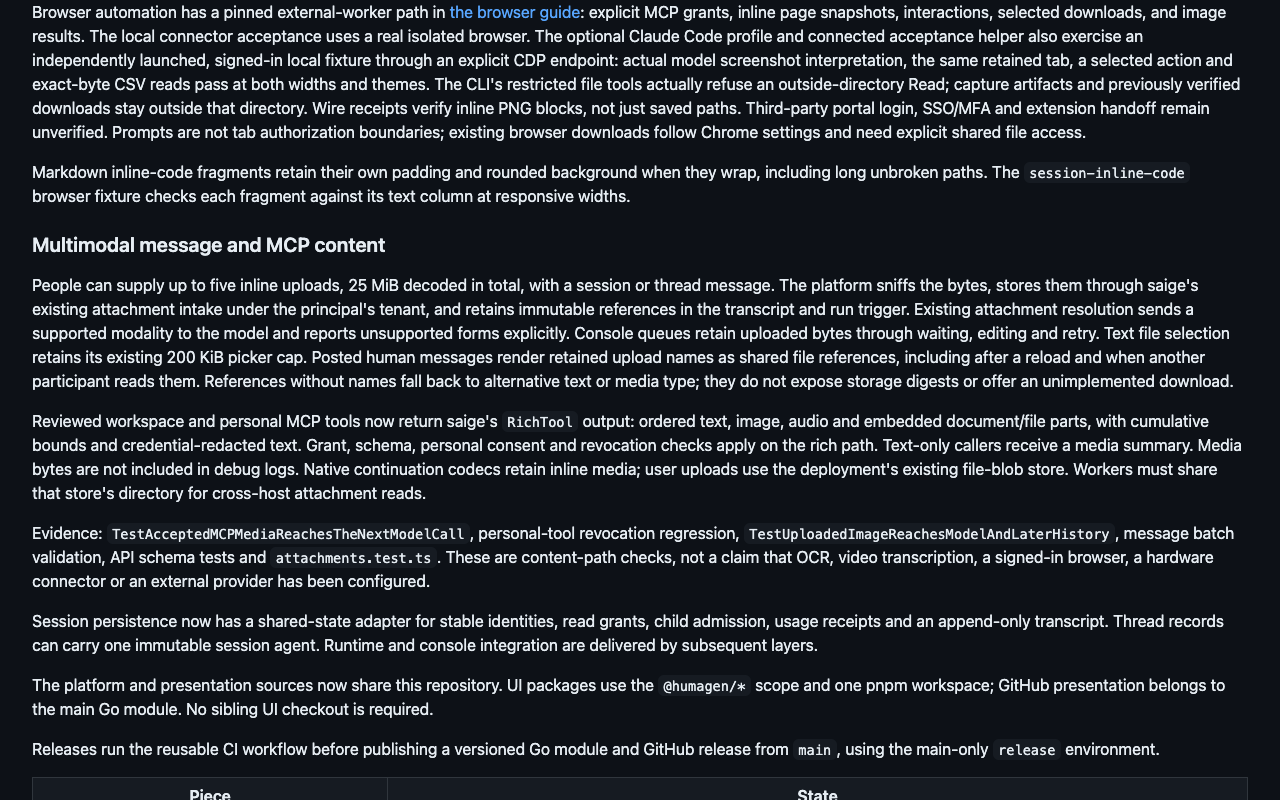 Browser automation has a pinned external-worker path in the browser guide: explicit MCP grants, inline page snapshots, interactions, selected downloads, and image
results. The local connector acceptance uses a real isolated browser. The optional Claude Code profile and connected acceptance helper also exercise an
independently launched, signed-in local fixture through an explicit CDP endpoint: actual model screenshot interpretation, the same retained tab, a selected action and
exact-byte CSV reads pass at both widths and themes. The CLI's restricted file tools actually refuse an outside-directory Read; capture artifacts and previously verified
downloads stay outside that directory. Wire receipts verify inline PNG blocks, not just saved paths. Third-party portal login, SSO/MFA and extension handoff remain
unverified. Prompts are not tab authorization boundaries; existing browser downloads follow Chrome settings and need explicit shared file access.
Markdown inline-code fragments retain their own padding and rounded background when they wrap, including long unbroken paths. The session-inline-code
browser fixture checks each fragment against its text column at responsive widths.
Multimodal message and MCP content
People can supply up to five inline uploads, 25 MiB decoded in total, with a session or thread message. The platform sniffs the bytes, stores them through saige's
existing attachment intake under the principal's tenant, and retains immutable references in the transcript and run trigger. Existing attachment resolution sends a
supported modality to the model and reports unsupported forms explicitly. Console queues retain uploaded bytes through waiting, editing and retry. Text file selection
retains its existing 200 KiB picker cap. Posted human messages render retained upload names as shared file references, including after a reload and when another
participant reads them. References without names fall back to alternative text or media type; they do not expose storage digests or offer an unimplemented download.
Reviewed workspace and personal MCP tools now return saige's RichTool output: ordered text, image, audio and embedded document/file parts, with cumulative
bounds and credential-redacted text. Grant, schema, personal consent and revocation checks apply on the rich path. Text-only callers receive a media summary. Media
bytes are not included in debug logs. Native continuation codecs retain inline media; user uploads use the deployment's existing file-blob store. Workers must share
that store's directory for cross-host attachment reads.
Evidence: TestAcceptedMCPMediaReachesTheNextModelCall, personal-tool revocation regression, TestUploadedImageReachesModelAndLaterHistory, message batch
validation, API schema tests and attachments.test.ts. These are content-path checks, not a claim that OCR, video transcription, a signed-in browser, a hardware
connector or an external provider has been configured.
Session persistence now has a shared-state adapter for stable identities, read grants, child admission, usage receipts and an append-only transcript. Thread records
can carry one immutable session agent. Runtime and console integration are delivered by subsequent layers.
The platform and presentation sources now share this repository. UI packages use the @humagen/* scope and one pnpm workspace; GitHub presentation belongs to
the main Go module. No sibling UI checkout is required.
Releases run the reusable CI workflow before publishing a versioned Go module and GitHub release from main, using the main-only release environment.
Piece State